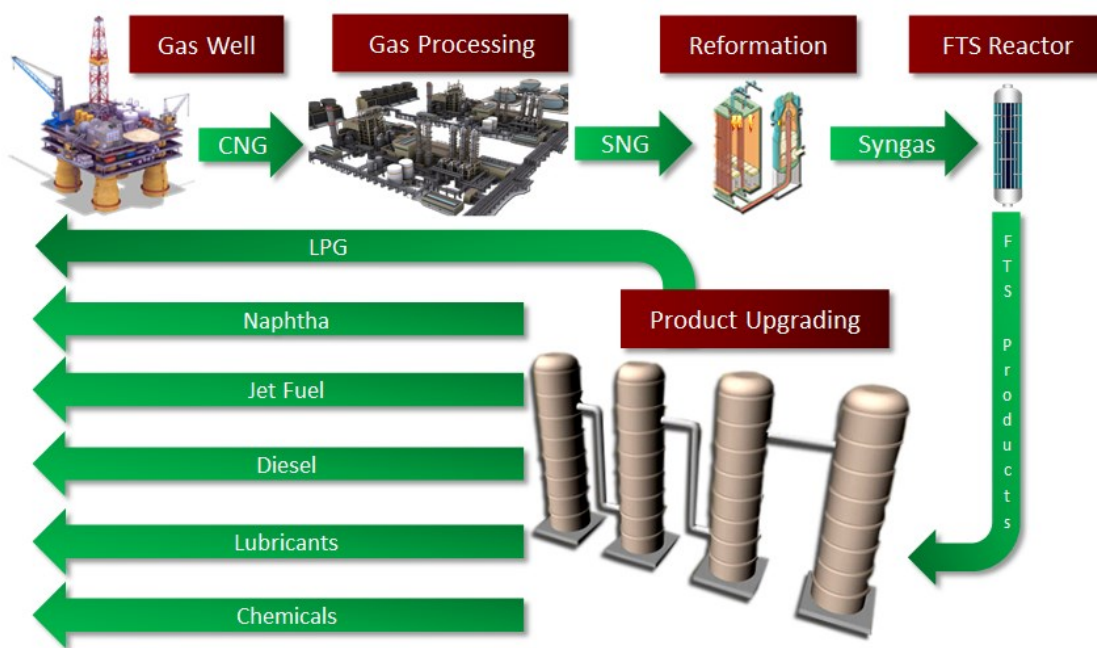 Gas Well
Gas Processing
Reformation
FTS Reactor
CNG
SNG
Syngas
LPG
FTS Products
Product Upgrading
Naphtha
Jet Fuel
Diesel
Lubricants
Chemicals